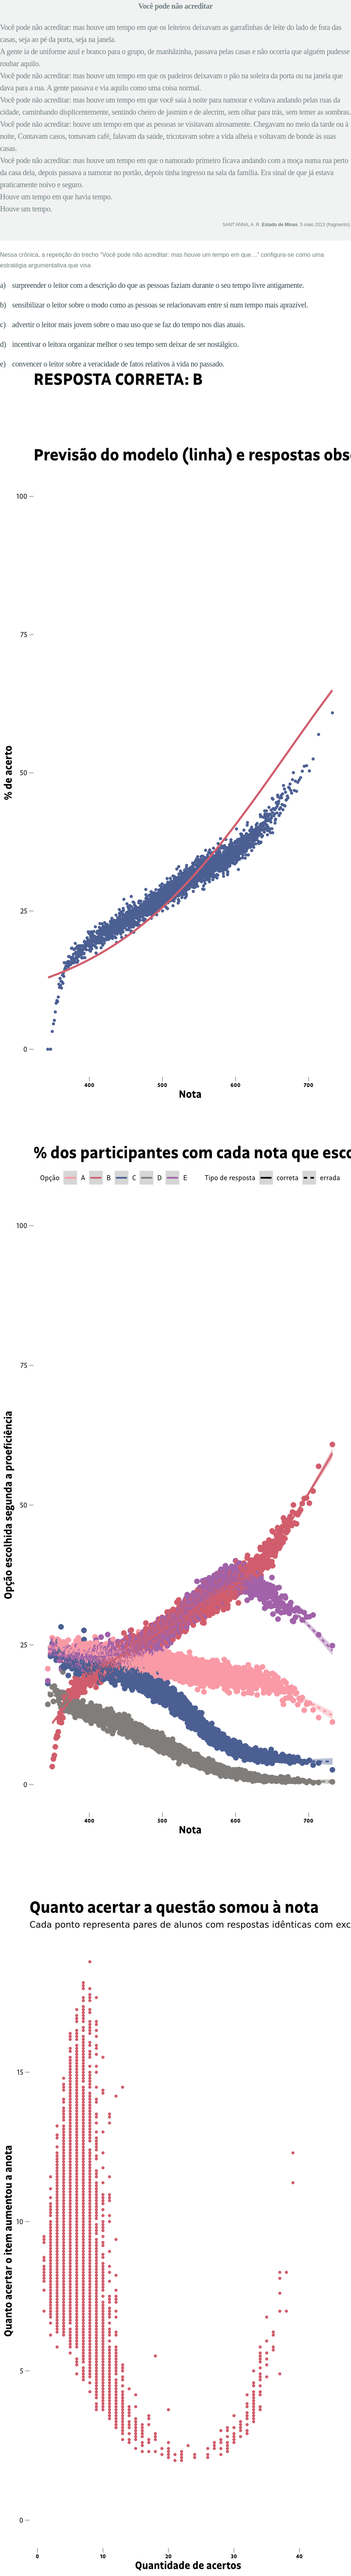 Você pode não acreditar
Você pode não acreditar: mas houve um tempo em que os leiteiros deixavam as garrafinhas de leite do lado de fora das
casas, seja ao pé da porta, seja na janela.
A gente ia de uniforme azul e branco para o grupo, de manhãzinha, passava pelas casas e não ocorria que alguém pudesse
roubar aquilo.
Você pode não acreditar: mas houve um tempo em que os padeiros deixavam o pão na soleira da porta ou na janela que
dava para a rua. A gente passava e via aquilo como uma coisa normal.
Você pode não acreditar: mas houve um tempo em que você saía à noite para namorar e voltava andando pelas ruas da
cidade, caminhando displicentemente, sentindo cheiro de jasmim e de alecrim, sem olhar para trás, sem temer as sombras.
Você pode não acreditar: houve um tempo em que as pessoas se visitavam airosamente. Chegavam no meio da tarde ou à
noite, Contavam casos, tomavam café, falavam da saúde, tricotavam sobre a vida alheia e voltavam de bonde às suas
casas.
Você pode não acreditar: mas houve um tempo em que o namorado primeiro ficava andando com a moça numa rua perto
da casa dela, depois passava a namorar no portão, depois tinha ingresso na sala da família. Era sinal de que já estava
praticamente noivo e seguro.
Houve um tempo em que havia tempo.
Houve um tempo.
SANT'ANNA, A. R. Estado de Minas. 5 maio 2013 (fragmento).
Nessa crônica, a repetição do trecho "Você pode não acreditar: mas houve um tempo em que…" configura-se como uma
estratégia argumentativa que visa
a) surpreender o leitor com a descrição do que as pessoas faziam durante o seu tempo livre antigamente.
b) sensibilizar o leitor sobre o modo como as pessoas se relacionavam entre si num tempo mais aprazível.
c) advertir o leitor mais jovem sobre o mau uso que se faz do tempo nos dias atuais.
d) incentivar o leitora organizar melhor o seu tempo sem deixar de ser nostálgico.
e) convencer o leitor sobre a veracidade de fatos relativos à vida no passado.
RESPOSTA CORRETA: B
Previsão do modelo (linha) e respostas obs
100
75
50
25
0
% de acerto
400 500 600 700
Nota
% dos participantes com cada nota que esco
Opção A B C D E Tipo de resposta correta errada
100
75
50
25
0
Opção escolhida segunda a proeficiência
400 500 600 700
Nota
Quanto acertar a questão somou à nota
Cada ponto representa pares de alunos com respostas idênticas com exc
15
10
5
0
Quanto acertar o item aumentou a anota
0 10 20 30 40
Quantidade de acertos